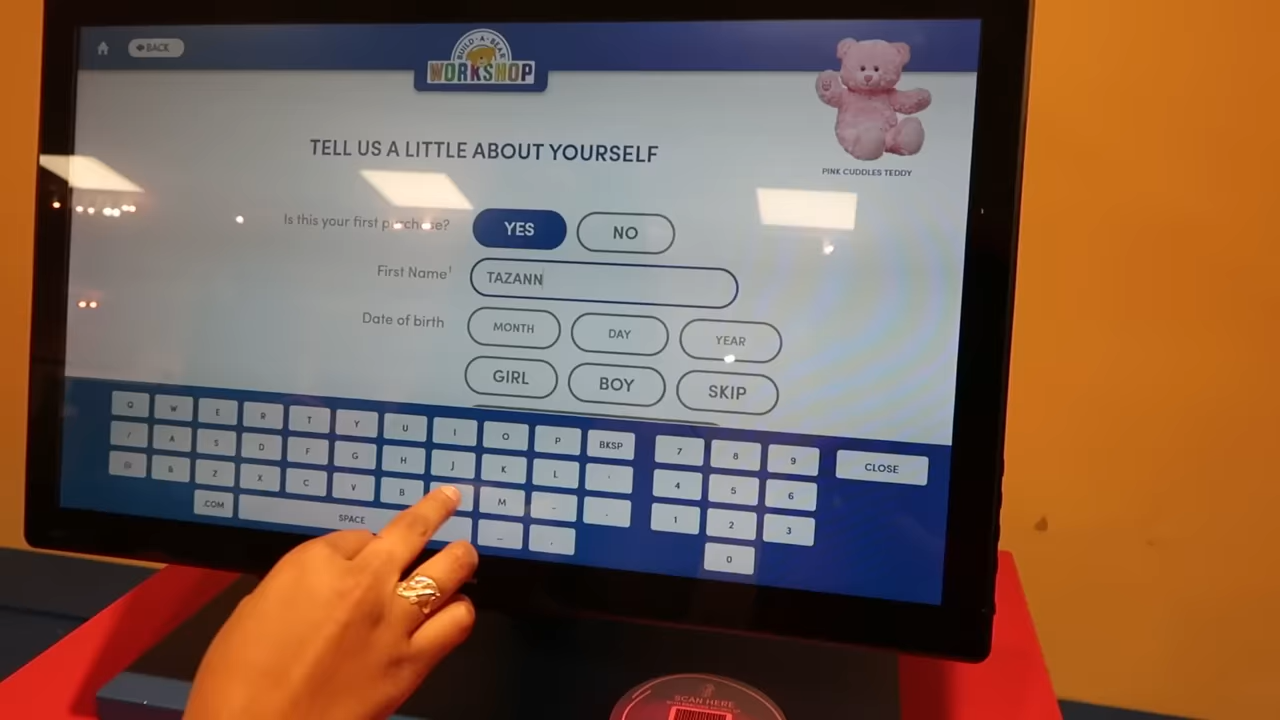 BACK
BUILD-A-BEAR
WORKSHOP
PINK CUDDLES TEDDY
TELL US A LITTLE ABOUT YOURSELF
Is this your first purchase? YES NO
First Name¹ TAZANN
Date of birth MONTH DAY YEAR
GIRL BOY SKIP
Q W E R T Y U I O P BKSP 7 8 9 CLOSE
/ A S D F G H J K L ' 4 5 6
@ & Z X C V B M - . 1 2 3
.COM SPACE _ , 0
SCAN HERE